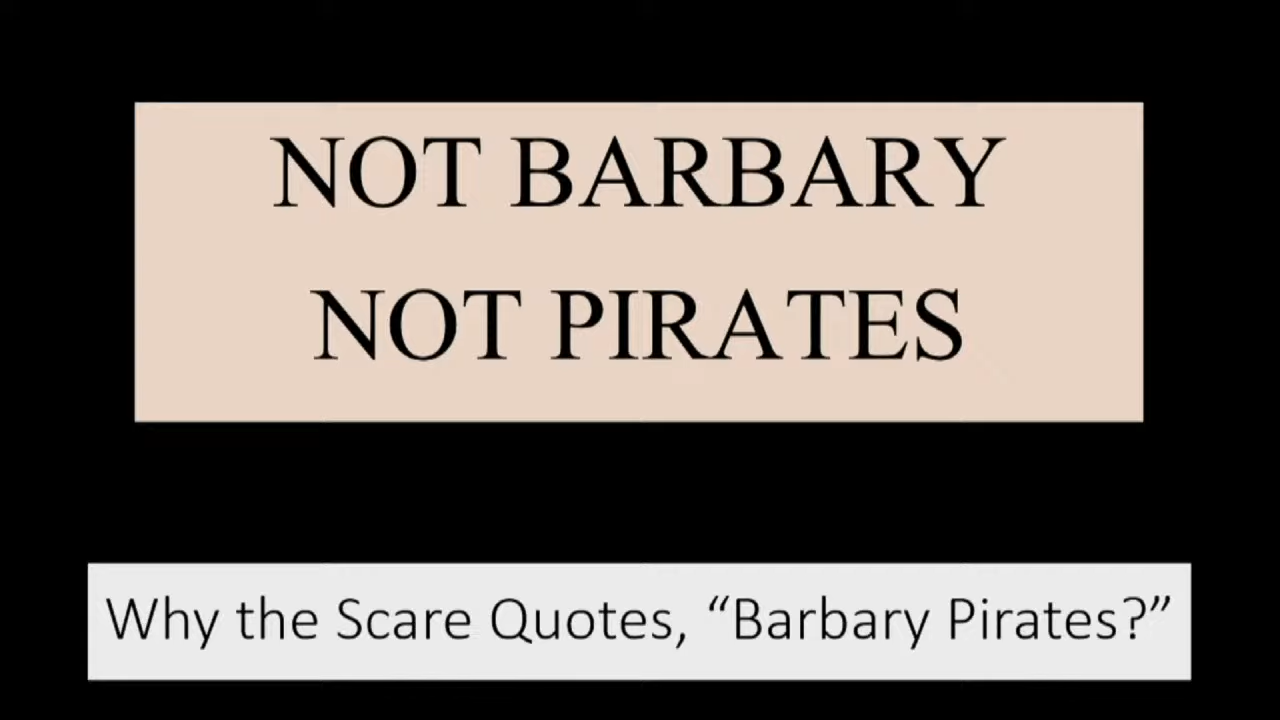 NOT BARBARY
NOT PIRATES
Why the Scare Quotes, “Barbary Pirates?”